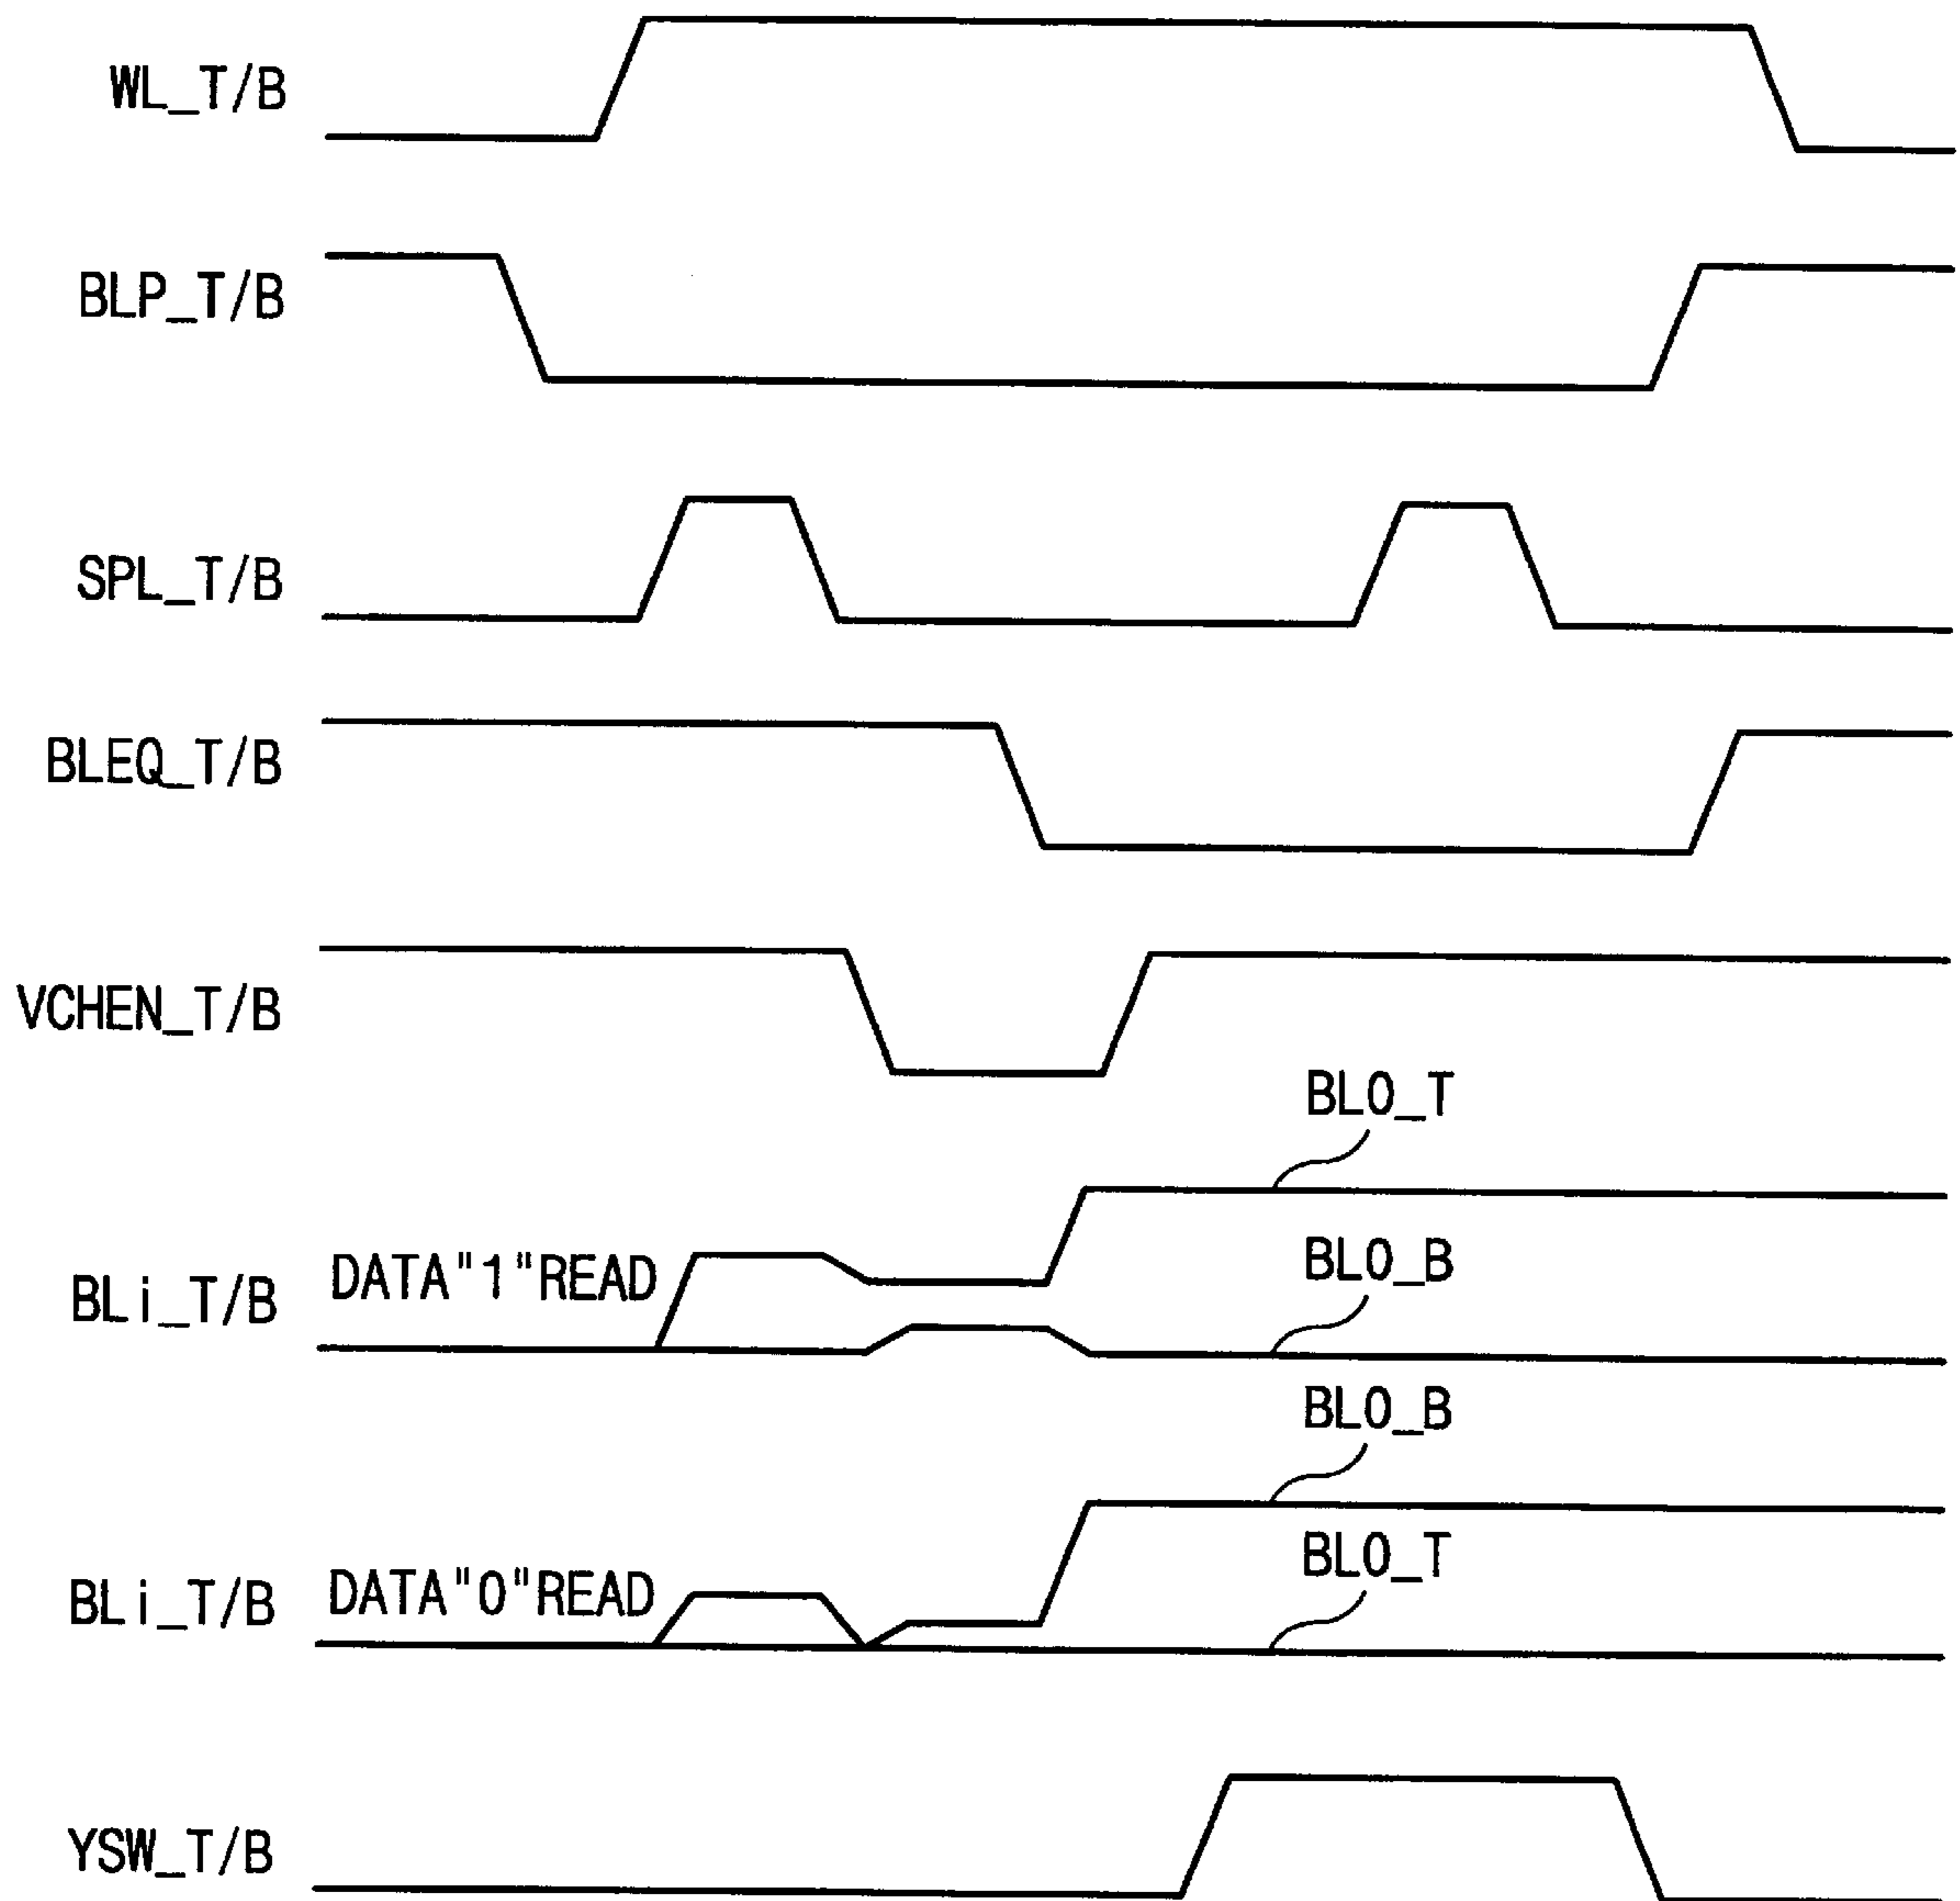 WL_T/B
BLP_T/B
SPL_T/B
BLEQ_T/B
VCHEN_T/B
BL0_T
BLi_T/B DATA"1"READ
BL0_B
BL0_B
BLi_T/B DATA"0"READ
BL0_T
YSW_T/B